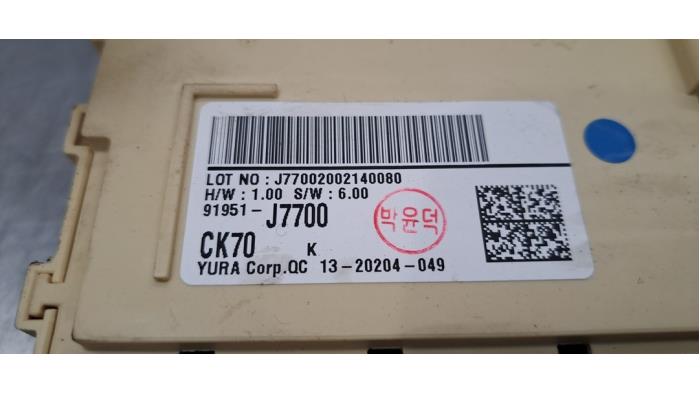 LOT NO : J77002002140080
H/W : 1.00 S/W : 6.00
91951-J7700
박윤덕
CK70 K
YURA Corp.QC 13-20204-049